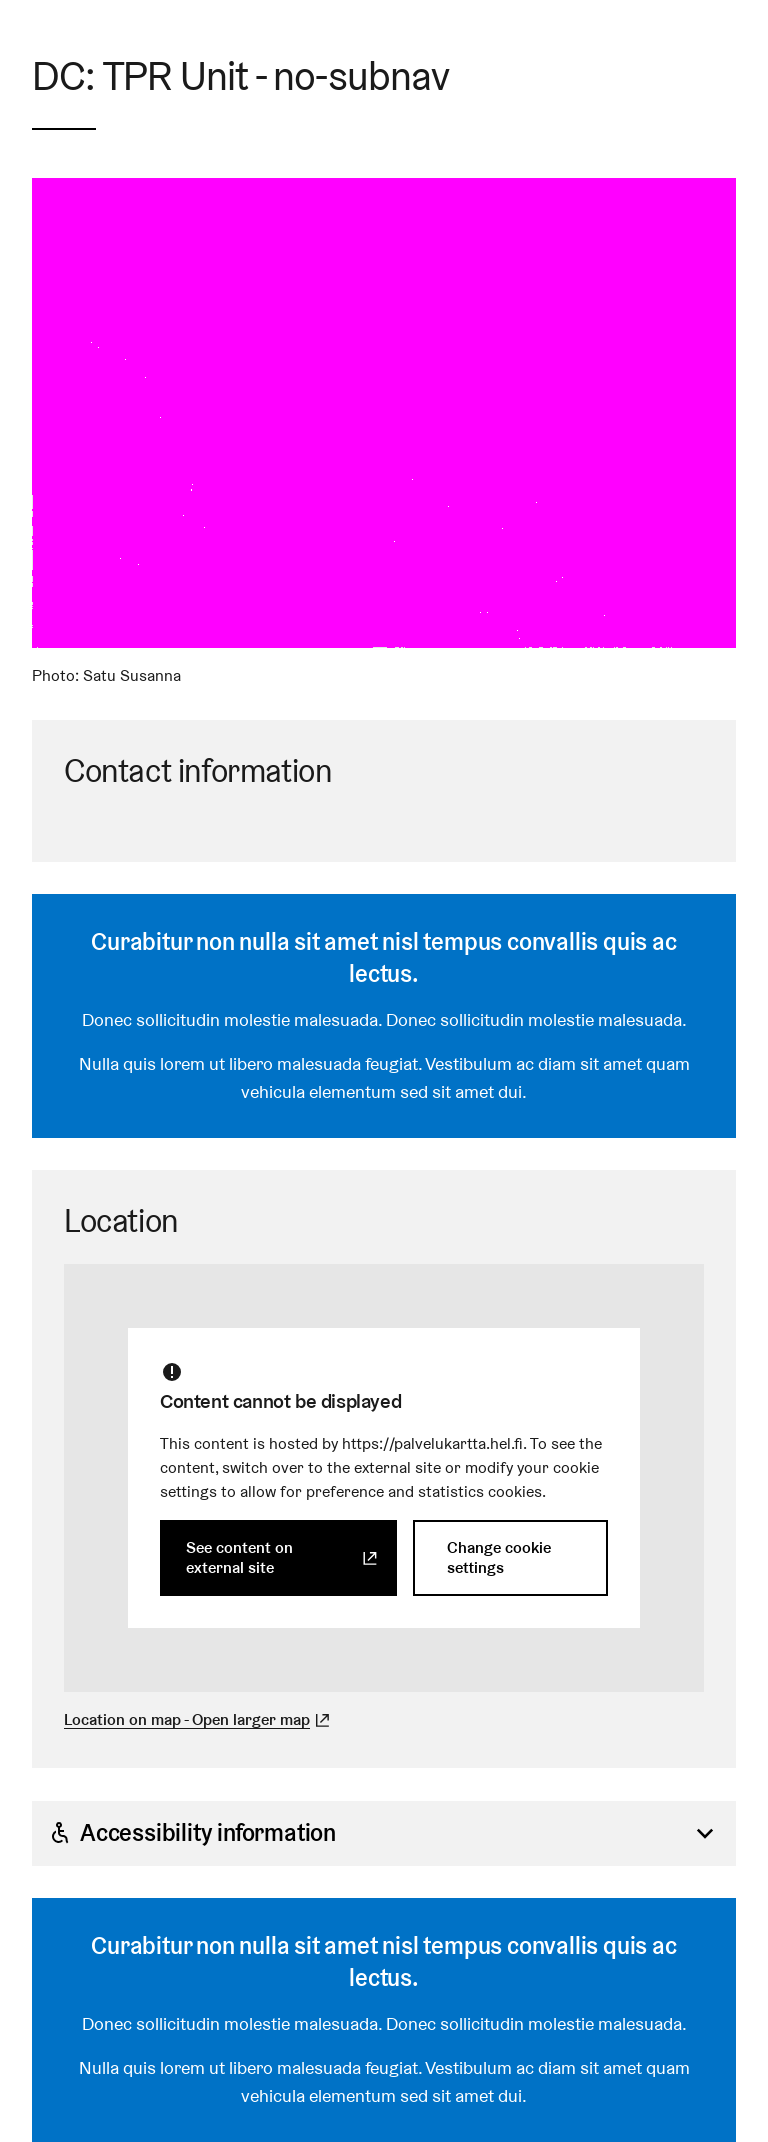 DC: TPR Unit - no-subnav
Photo: Satu Susanna
Contact information
Curabitur non nulla sit amet nisl tempus convallis quis ac
lectus.
Donec sollicitudin molestie malesuada. Donec sollicitudin molestie malesuada.
Nulla quis lorem ut libero malesuada feugiat. Vestibulum ac diam sit amet quam
vehicula elementum sed sit amet dui.
Location
Content cannot be displayed
This content is hosted by https://palvelukartta.hel.fi. To see the
content, switch over to the external site or modify your cookie
settings to allow for preference and statistics cookies.
See content on
external site
Change cookie
settings
Location on map - Open larger map
Accessibility information
Curabitur non nulla sit amet nisl tempus convallis quis ac
lectus.
Donec sollicitudin molestie malesuada. Donec sollicitudin molestie malesuada.
Nulla quis lorem ut libero malesuada feugiat. Vestibulum ac diam sit amet quam
vehicula elementum sed sit amet dui.